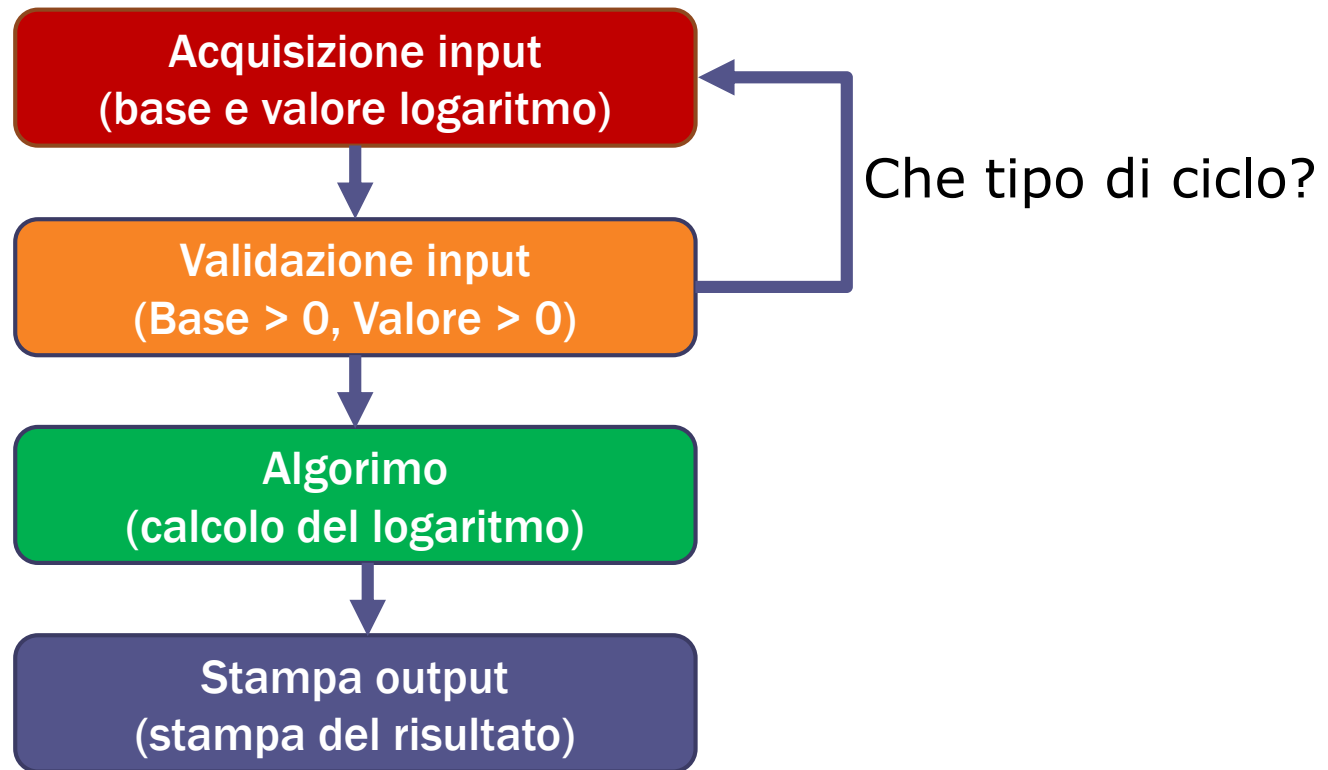 Acquisizione input
(base e valore logaritmo)
Che tipo di ciclo?
Validazione input
(Base > 0, Valore > 0)
Algorimo
(calcolo del logaritmo)
Stampa output
(stampa del risultato)